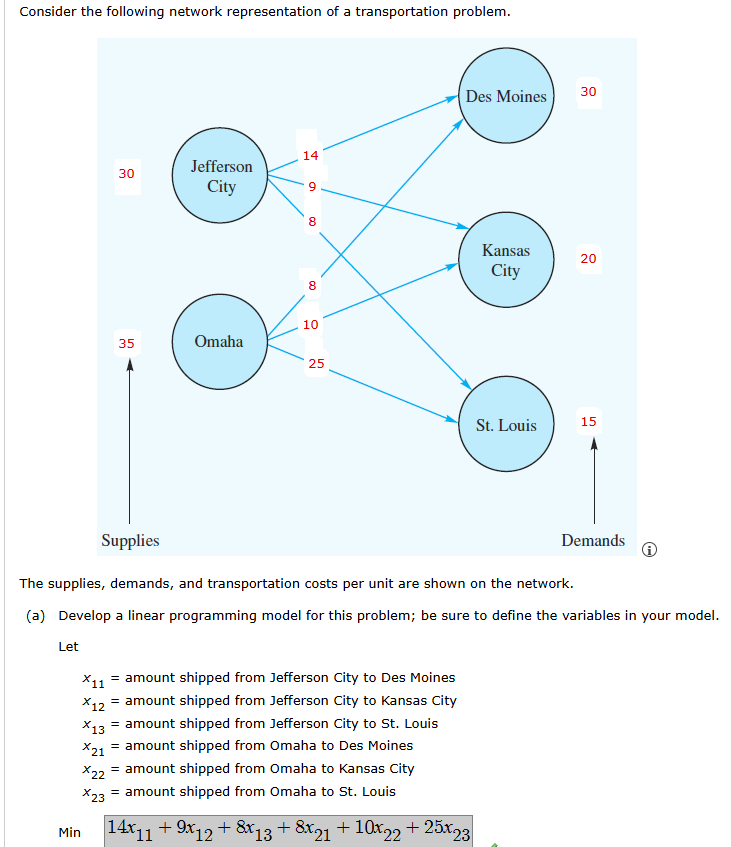 Consider the following network representation of a transportation problem.
Des Moines
30
14
Jefferson
City
30
9
8
Kansas
City
20
8
10
Omaha
35
25
St. Louis
15
Supplies
Demands
i
The supplies, demands, and transportation costs per unit are shown on the network.
(a) Develop a linear programming model for this problem; be sure to define the variables in your model.
Let
x11 = amount shipped from Jefferson City to Des Moines
x12 = amount shipped from Jefferson City to Kansas City
x13 = amount shipped from Jefferson City to St. Louis
x21 = amount shipped from Omaha to Des Moines
x22 = amount shipped from Omaha to Kansas City
x23 = amount shipped from Omaha to St. Louis
Min 14x11 + 9x12 + 8x13 + 8x21 + 10x22 + 25x23